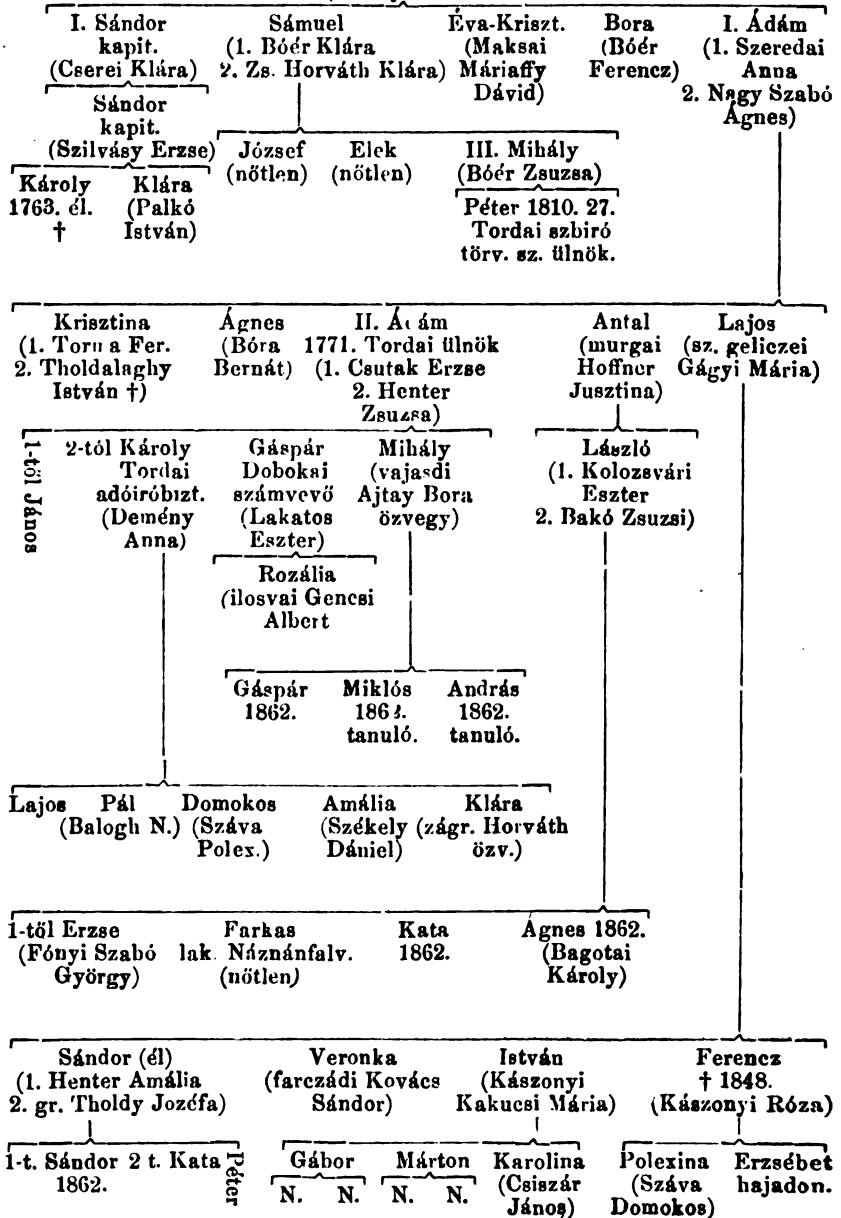 I. Sándor Sámuel Éva-Kriszt. Bora I. Ádám
kapit. (1. Bóér Klára (Maksai (Bóér (1. Szeredai
(Cserei Klára) 2. Zs. Horváth Klára) Máriaffy Ferencz) Anna
Dávid) 2. Nagy Szabó
Ágnes)
Sándor
kapit.
(Szilvásy Erzse)
József Elek III. Mihály
(nőtlen) (nőtlen) (Bóér Zsuzsa)
Károly Klára
1763. él. (Palkó
† István)
Péter 1810. 27.
Tordai szbiró
törv. sz. ülnök.
Krisztina Ágnes II. Ádám Antal Lajos
(1. Fer. (Bóra 1771. Tordai ülnök (murgai (sz. geliczei
2. Tholdalaghy Bernát) (1. Csutak Erzse Hoffner Gágyi Mária)
István †) 2. Henter Jusztina)
Zsuzsa)
1-től János
2-tól Károly Gáspár Mihály László
Tordai Dobokai (vajasdi (1. Kolozsvári
adóiróbizt. számvevő Ajtay Bora Eszter
(Demény (Lakatos özvegy) 2. Bakó Zsuzsi)
Anna) Eszter)
Rozália
(ilosvai Gencsi
Albert
Gáspár Miklós András
1862. 1862.
tanuló. tanuló.
Lajos Pál Domokos Amália Klára
(Balogh N.) (Száva (Székely (zágr. Horváth
Polex.) Dániel) özv.)
1-től Erzse Farkas Kata Ágnes 1862.
(Fónyi Szabó lak. Náznánfalv. 1862. (Bagotai
György) (nőtlen) Károly)
Sándor (él) Veronka István Ferencz
(1. Henter Amália (farczádi Kovács (Kászonyi † 1848.
2. gr. Tholdy Jozéfa) Sándor) Kakucsi Mária) (Kászonyi Róza)
1-t. Sándor 2 t. Kata Péter Gábor Márton Karolina Polexina Erzsébet
1862. N. N. N. N. (Csiszár (Száva hajadon.
János) Domokos)